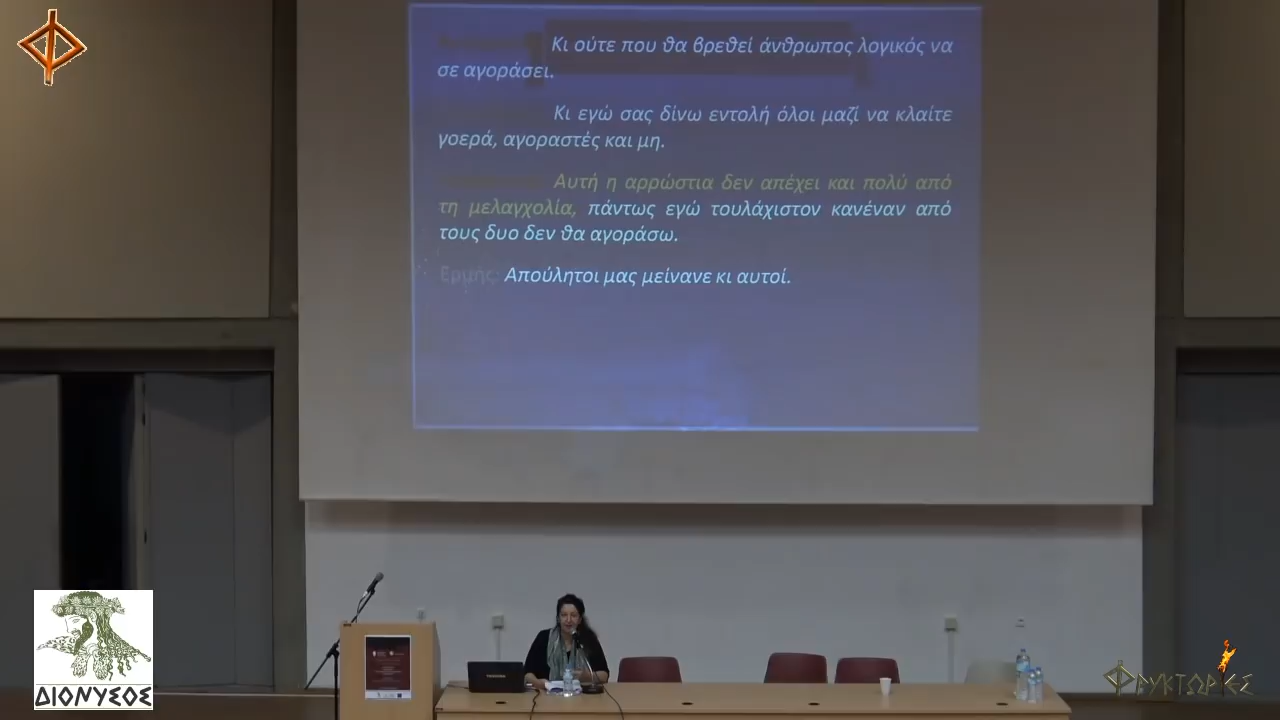 Κι ούτε που θα βρεθεί άνθρωπος λογικός να
σε αγοράσει.
Κι εγώ σας δίνω εντολή όλοι μαζί να κλαίτε
γοερά, αγοραστές και μη.
Αυτή η αρρώστια δεν απέχει και πολύ από
τη μελαγχολία, πάντως εγώ τουλάχιστον κανέναν από
τους δυο δεν θα αγοράσω.
Ερμής: Απούλητοι μας μείνανε κι αυτοί.
ΔΙΟΝΥΣΟΣ
ΦΡΥΚΤΩΡΙΕΣ